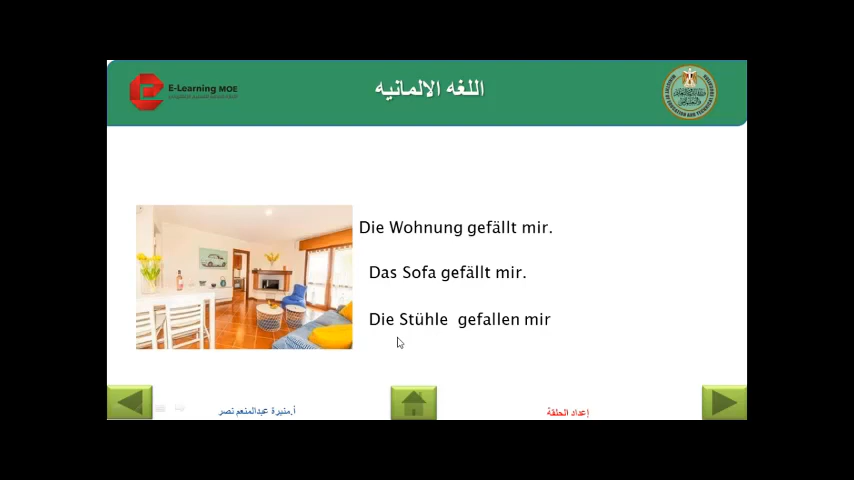 E-Learning MOE
اللغه الالمانيه
Die Wohnung gefällt mir.
Das Sofa gefällt mir.
Die Stühle gefallen mir
أ.منيرة عبدالمنعم نصر
إعداد الحلقة